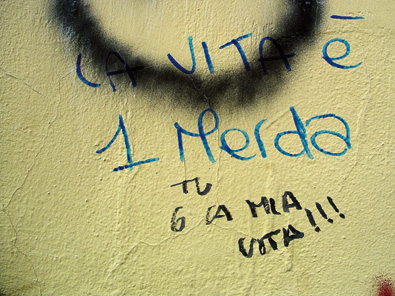 LA VITA È
1 Merda
TU
6 LA MIA
VITA!!!